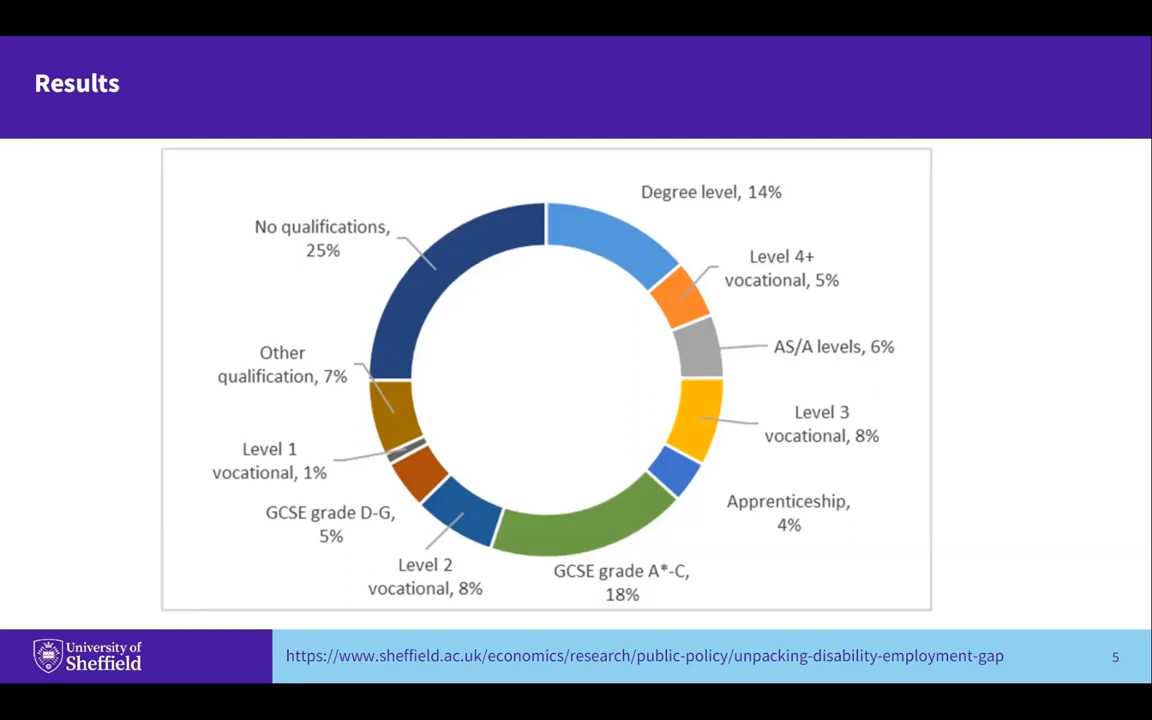 Results
Degree level, 14%
Level 4+
vocational, 5%
AS/A levels, 6%
Level 3
vocational, 8%
Apprenticeship,
4%
GCSE grade A*-C,
18%
Level 2
vocational, 8%
GCSE grade D-G,
5%
Level 1
vocational, 1%
Other
qualification, 7%
No qualifications,
25%
University of
Sheffield
https://www.sheffield.ac.uk/economics/research/public-policy/unpacking-disability-employment-gap
5